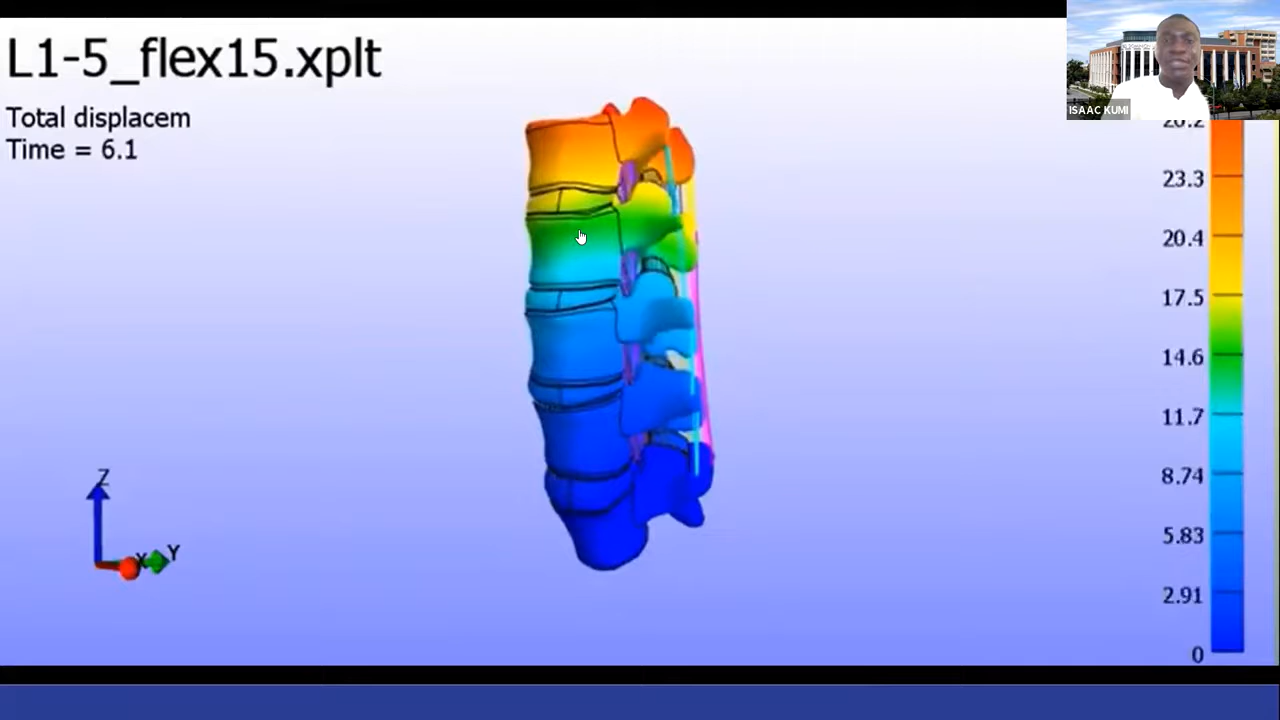 L1-5_flex15.xplt
Total displacem
Time = 6.1
ISAAC KUMI
23.3
20.4
17.5
14.6
11.7
8.74
5.83
2.91
0
Z
X
Y